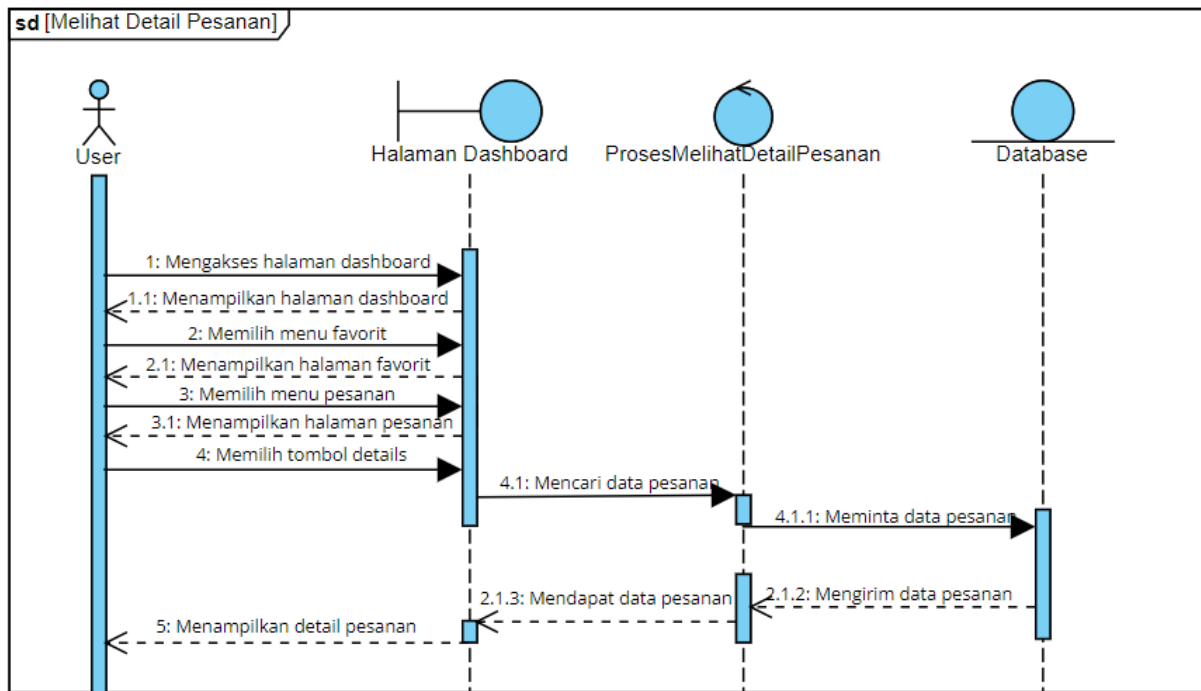 sd [Melihat Detail Pesanan]
User
Halaman Dashboard
ProsesMelihatDetailPesanan
Database
1: Mengakses halaman dashboard
1.1: Menampilkan halaman dashboard
2: Memilih menu favorit
2.1: Menampilkan halaman favorit
3: Memilih menu pesanan
3.1: Menampilkan halaman pesanan
4: Memilih tombol details
4.1: Mencari data pesanan
4.1.1: Meminta data pesanan
2.1.2: Mengirim data pesanan
2.1.3: Mendapat data pesanan
5: Menampilkan detail pesanan